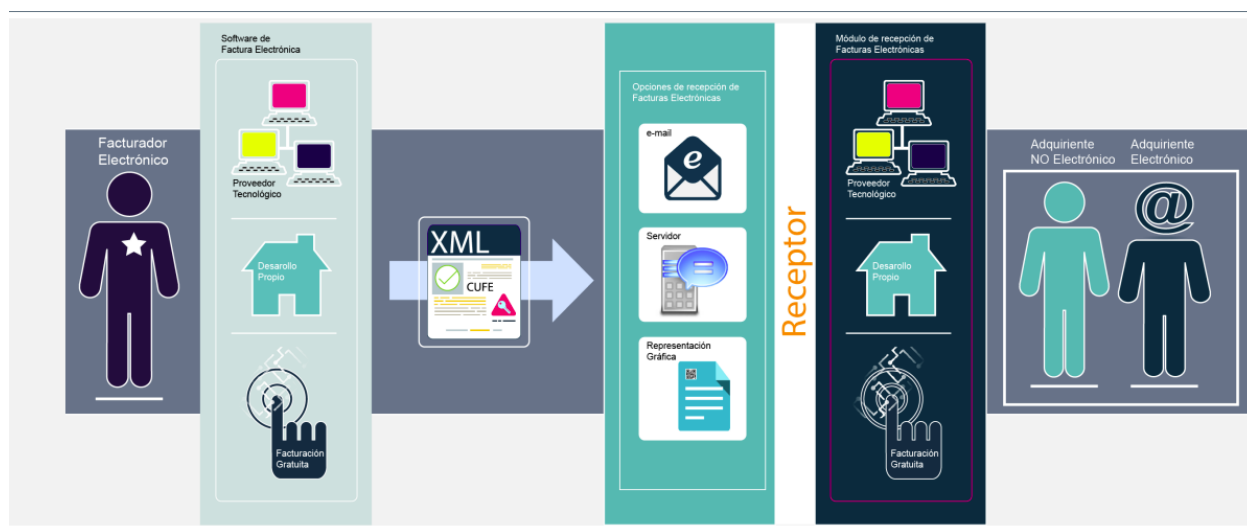 Facturador
Electrónico
Software de
Factura Electrónica
Proveedor
Tecnológico
Desarollo
Propio
Facturación
Gratuita
XML
CUFE
Opciones de recepción de
Facturas Electrónicas
e-mail
e
Servidor
Representación
Gráfica
Receptor
Módulo de recepción de
Facturas Electrónicas
Proveedor
Tecnológico
Desarollo
Propio
Facturación
Gratuita
Adquiriente
NO Electrónico
Adquiriente
Electrónico
@